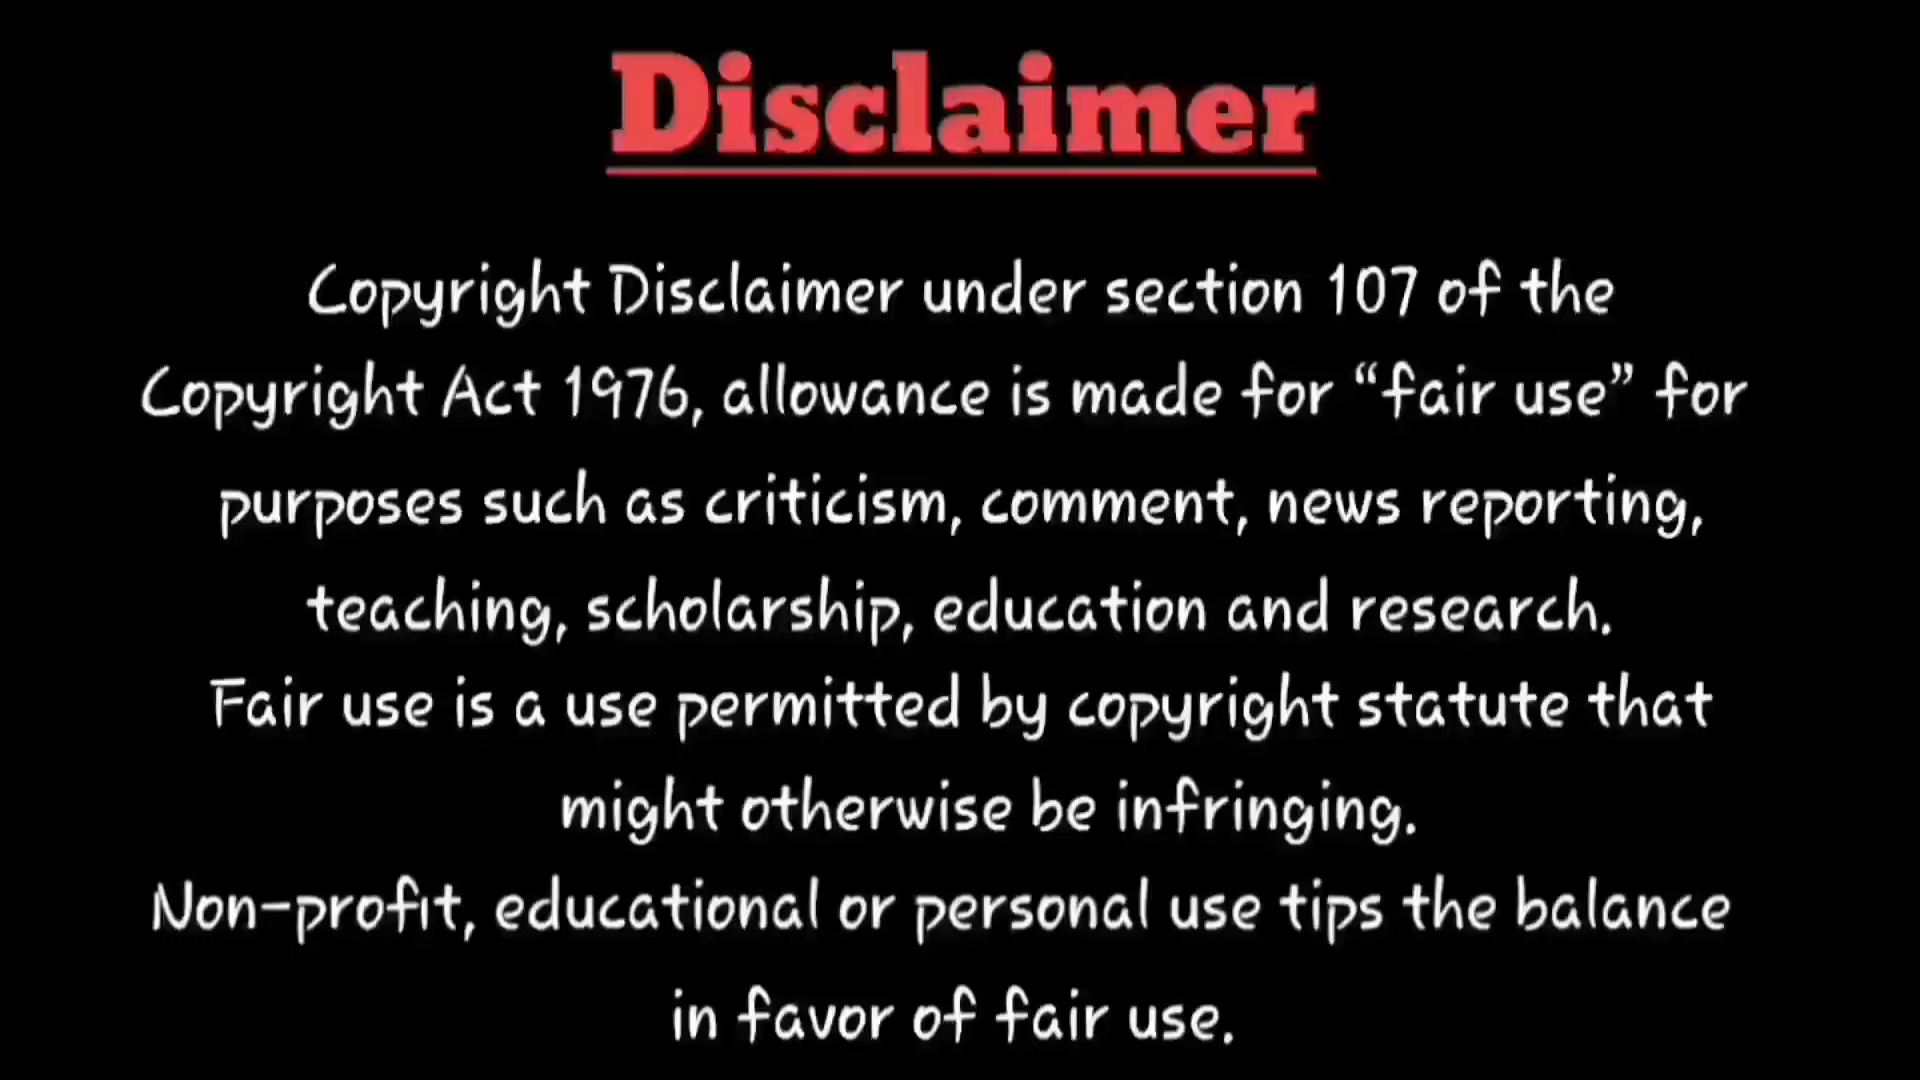 Disclaimer
Copyright Disclaimer under section 107 of the
Copyright Act 1976, allowance is made for “fair use” for
purposes such as criticism, comment, news reporting,
teaching, scholarship, education and research.
Fair use is a use permitted by copyright statute that
might otherwise be infringing.
Non-profit, educational or personal use tips the balance
in favor of fair use.